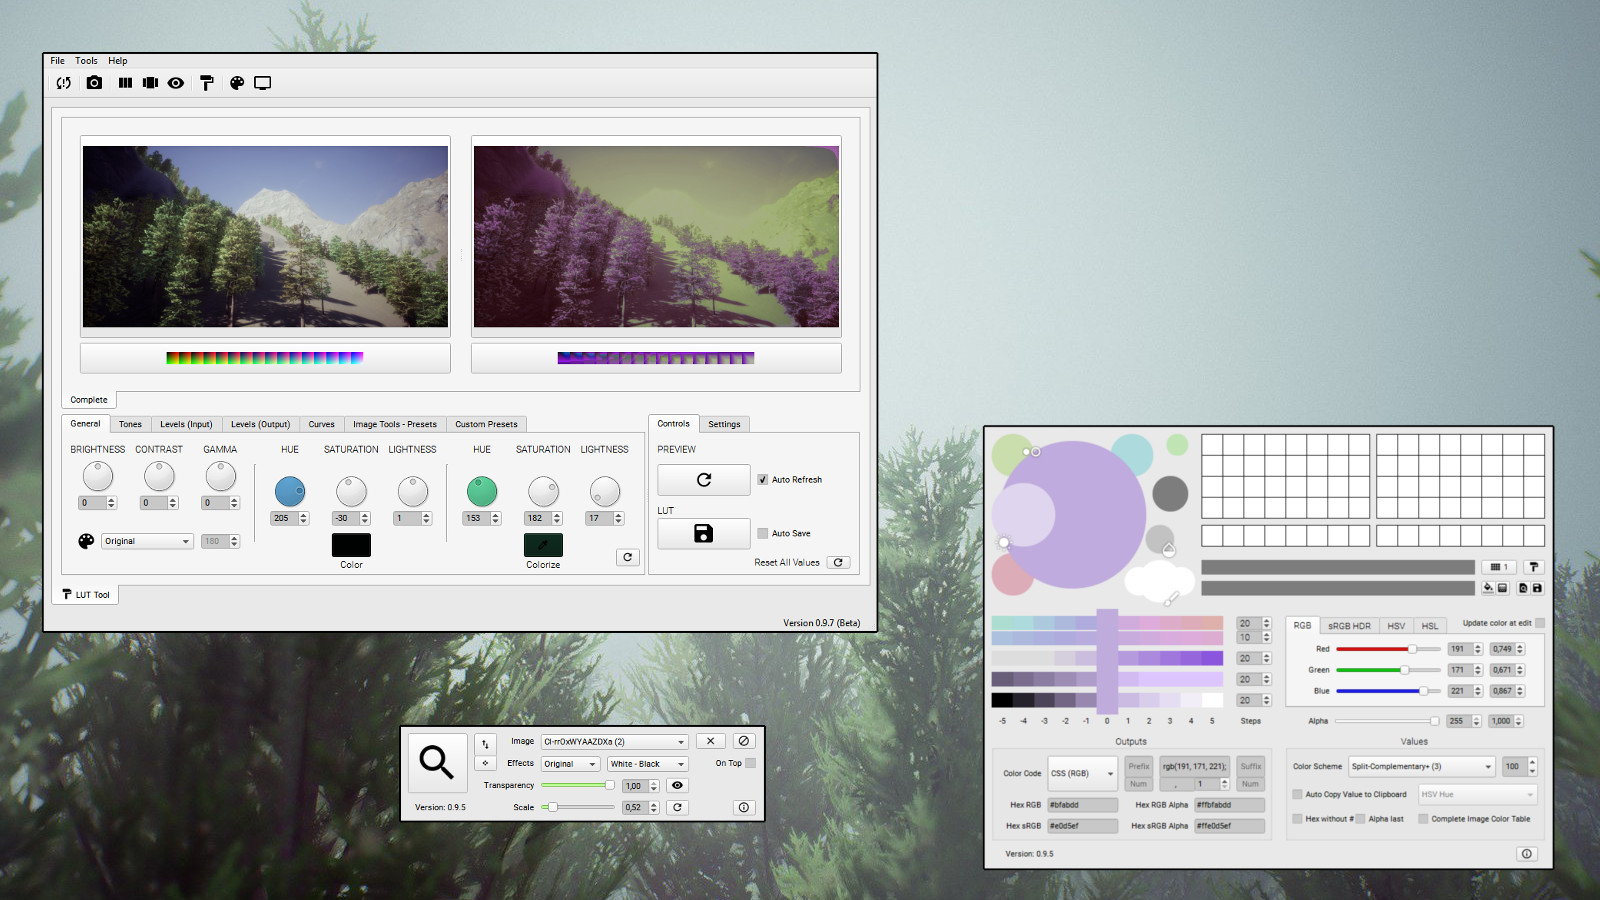 File Tools Help
Complete
General Tones Levels (Input) Levels (Output) Curves Image Tools - Presets Custom Presets
BRIGHTNESS CONTRAST GAMMA HUE SATURATION LIGHTNESS HUE SATURATION LIGHTNESS
0 0 0 205 -30 1 153 182 17
Original 180
Color Colorize
Controls Settings
PREVIEW
Auto Refresh
LUT
Auto Save
Reset All Values
LUT Tool
Version 0.9.7 (Beta)
Image CI-rrOxWYAAZDXa (2)
Effects Original White - Black On Top
Transparency 1,00
Version: 0.9.5 Scale 0,52
1
20
10
20
20
20
-5 -4 -3 -2 -1 0 1 2 3 4 5 Steps
RGB sRGB HDR HSV HSL Update color at edit
Red 191 0,749
Green 171 0,671
Blue 221 0,867
Alpha 255 1,000
Outputs
Color Code CSS (RGB) Prefix rgb(191, 171, 221); Suffix
Num , 1 Num
Hex RGB #bfabdd Hex RGB Alpha #ffbfabdd
Hex sRGB #e0d5ef Hex sRGB Alpha #ffe0d5ef
Values
Color Scheme Split-Complementary+ (3) 100
Auto Copy Value to Clipboard HSV Hue
Hex without # Alpha last Complete Image Color Table
Version: 0.9.5